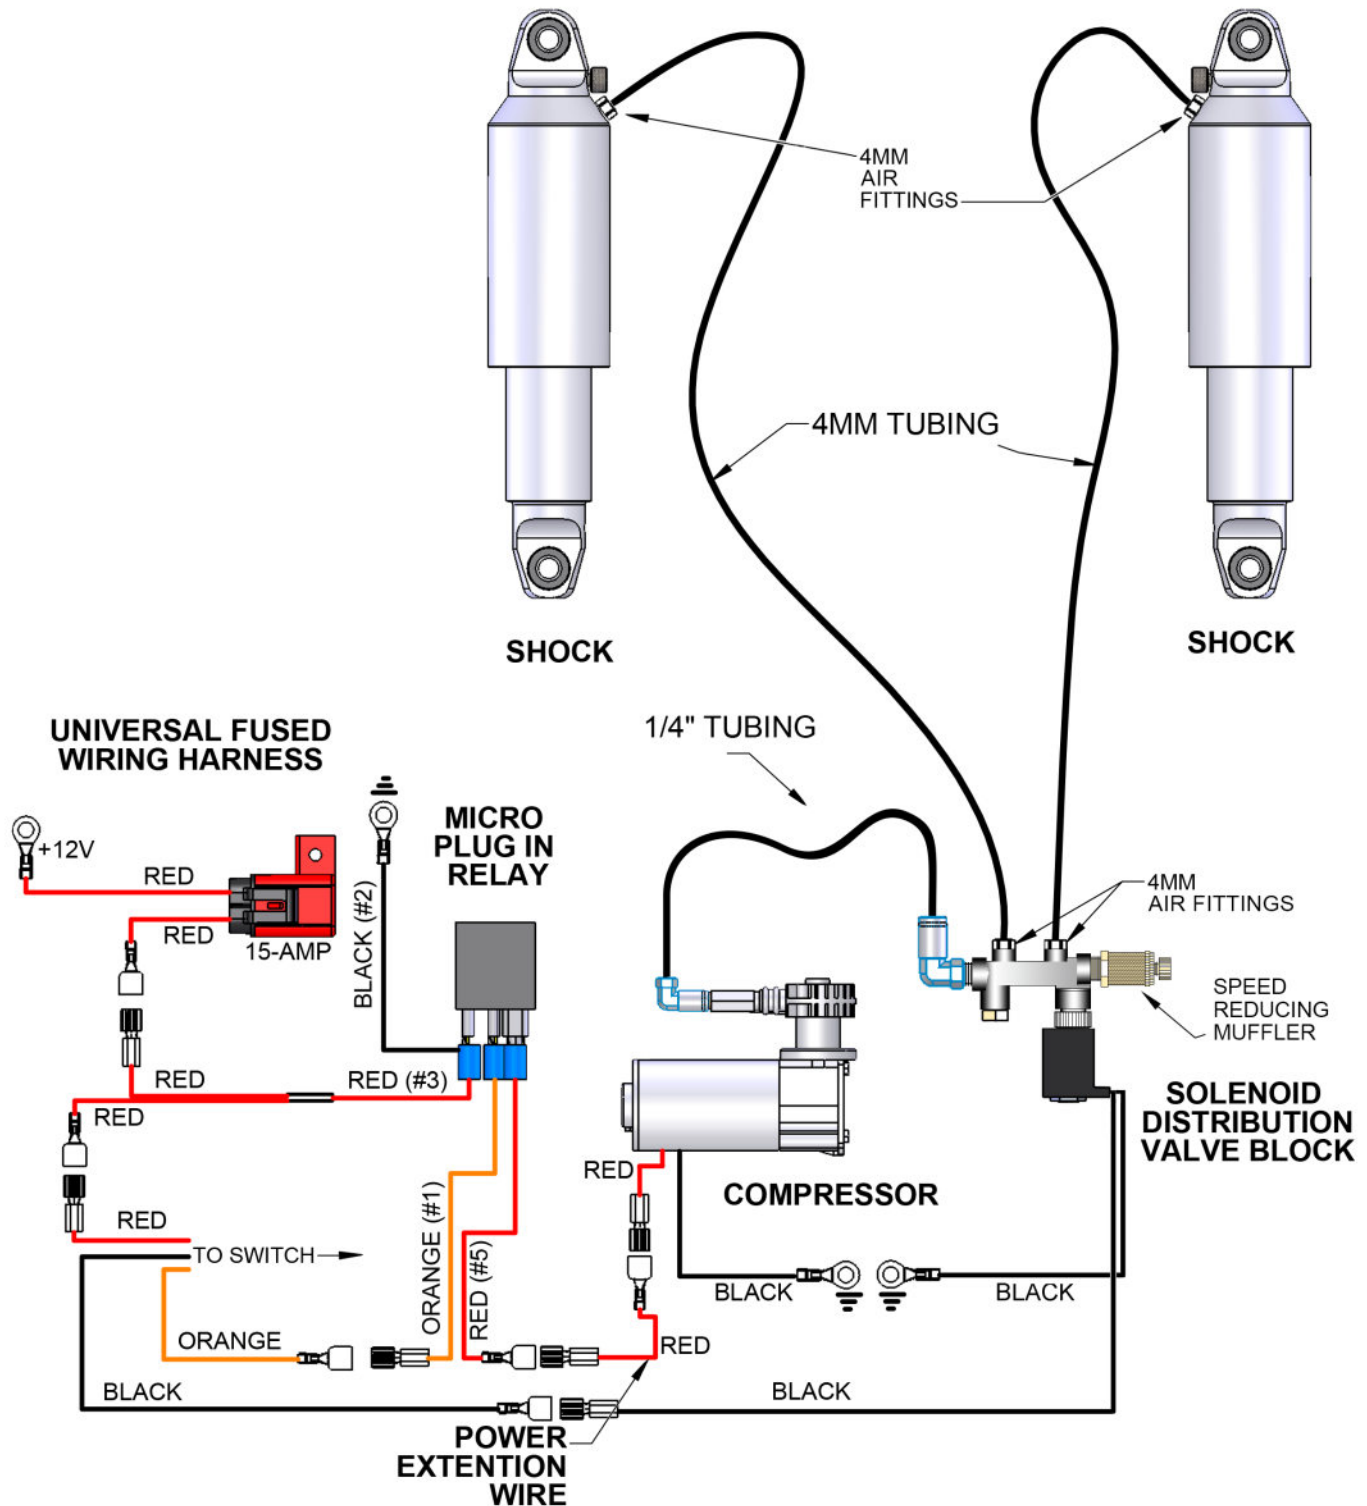 4MM
AIR
FITTINGS
4MM TUBING
SHOCK
SHOCK
UNIVERSAL FUSED
WIRING HARNESS
1/4" TUBING
MICRO
PLUG IN
RELAY
+12V
RED
RED
15-AMP
BLACK (#2)
4MM
AIR FITTINGS
SPEED
REDUCING
MUFFLER
RED
RED (#3)
RED
SOLENOID
DISTRIBUTION
VALVE BLOCK
RED
COMPRESSOR
RED
TO SWITCH
ORANGE (#1)
RED (#5)
BLACK
BLACK
ORANGE
RED
BLACK
BLACK
POWER
EXTENTION
WIRE